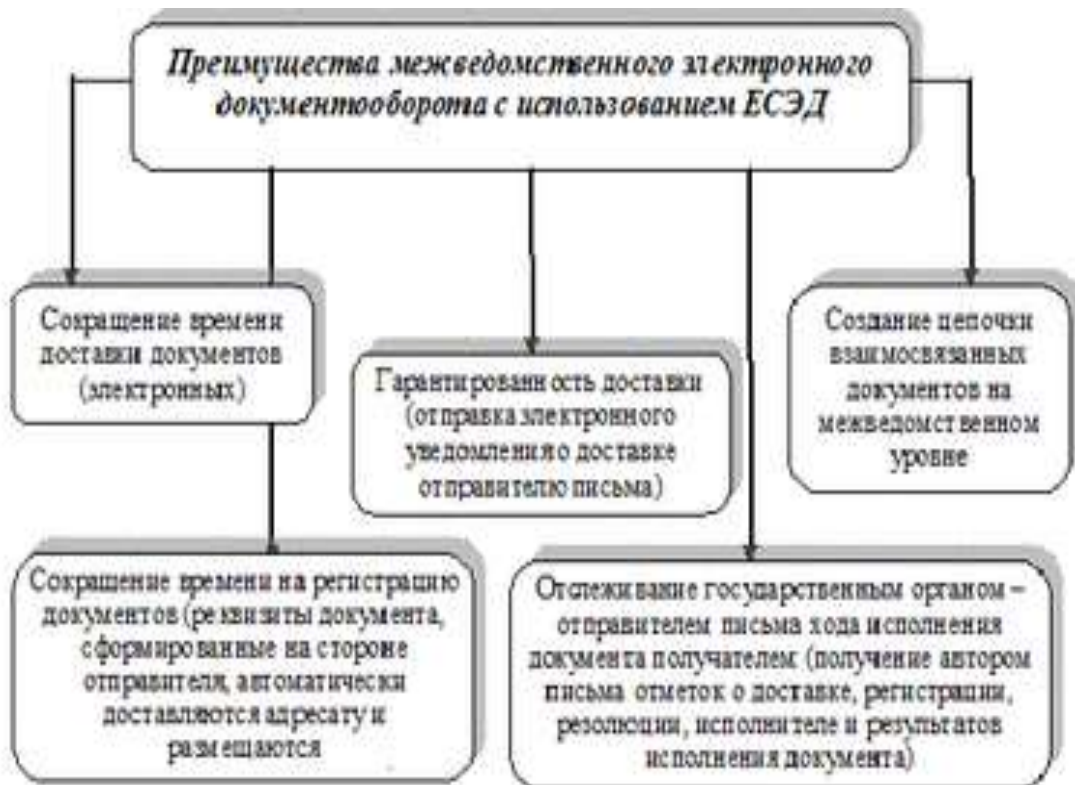 Преимущества межведомственного электронного
документооборота с использованием ЕСЭД
Сокращение времени
доставки документов
(электронных)
Гарантированность доставки
(отправка электронного
уведомления о доставке
отправителю письма)
Создание цепочки
взаимосвязанных
документов на
межведомственном
уровне
Сокращение времени на регистрацию
документов (реквизиты документа,
сформированные на стороне
отправителя, автоматически
доставляются адресату и
размещаются
Отслеживание государственным органом –
отправителем письма хода исполнения
документа получателем (получение автором
письма отметок о доставке, регистрации,
резолюции, исполнителе и результатов
исполнения документа)